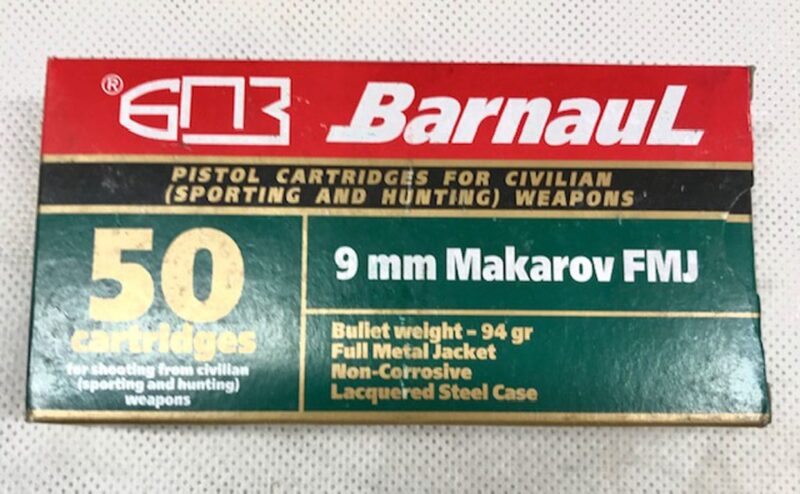 ® БПЗ Barnaul
PISTOL CARTRIDGES FOR CIVILIAN
(SPORTING AND HUNTING) WEAPONS
50
cartridges
for shooting from civilian
(sporting and hunting)
weapons
9 mm Makarov FMJ
Bullet weight – 94 gr
Full Metal Jacket
Non-Corrosive
Lacquered Steel Case